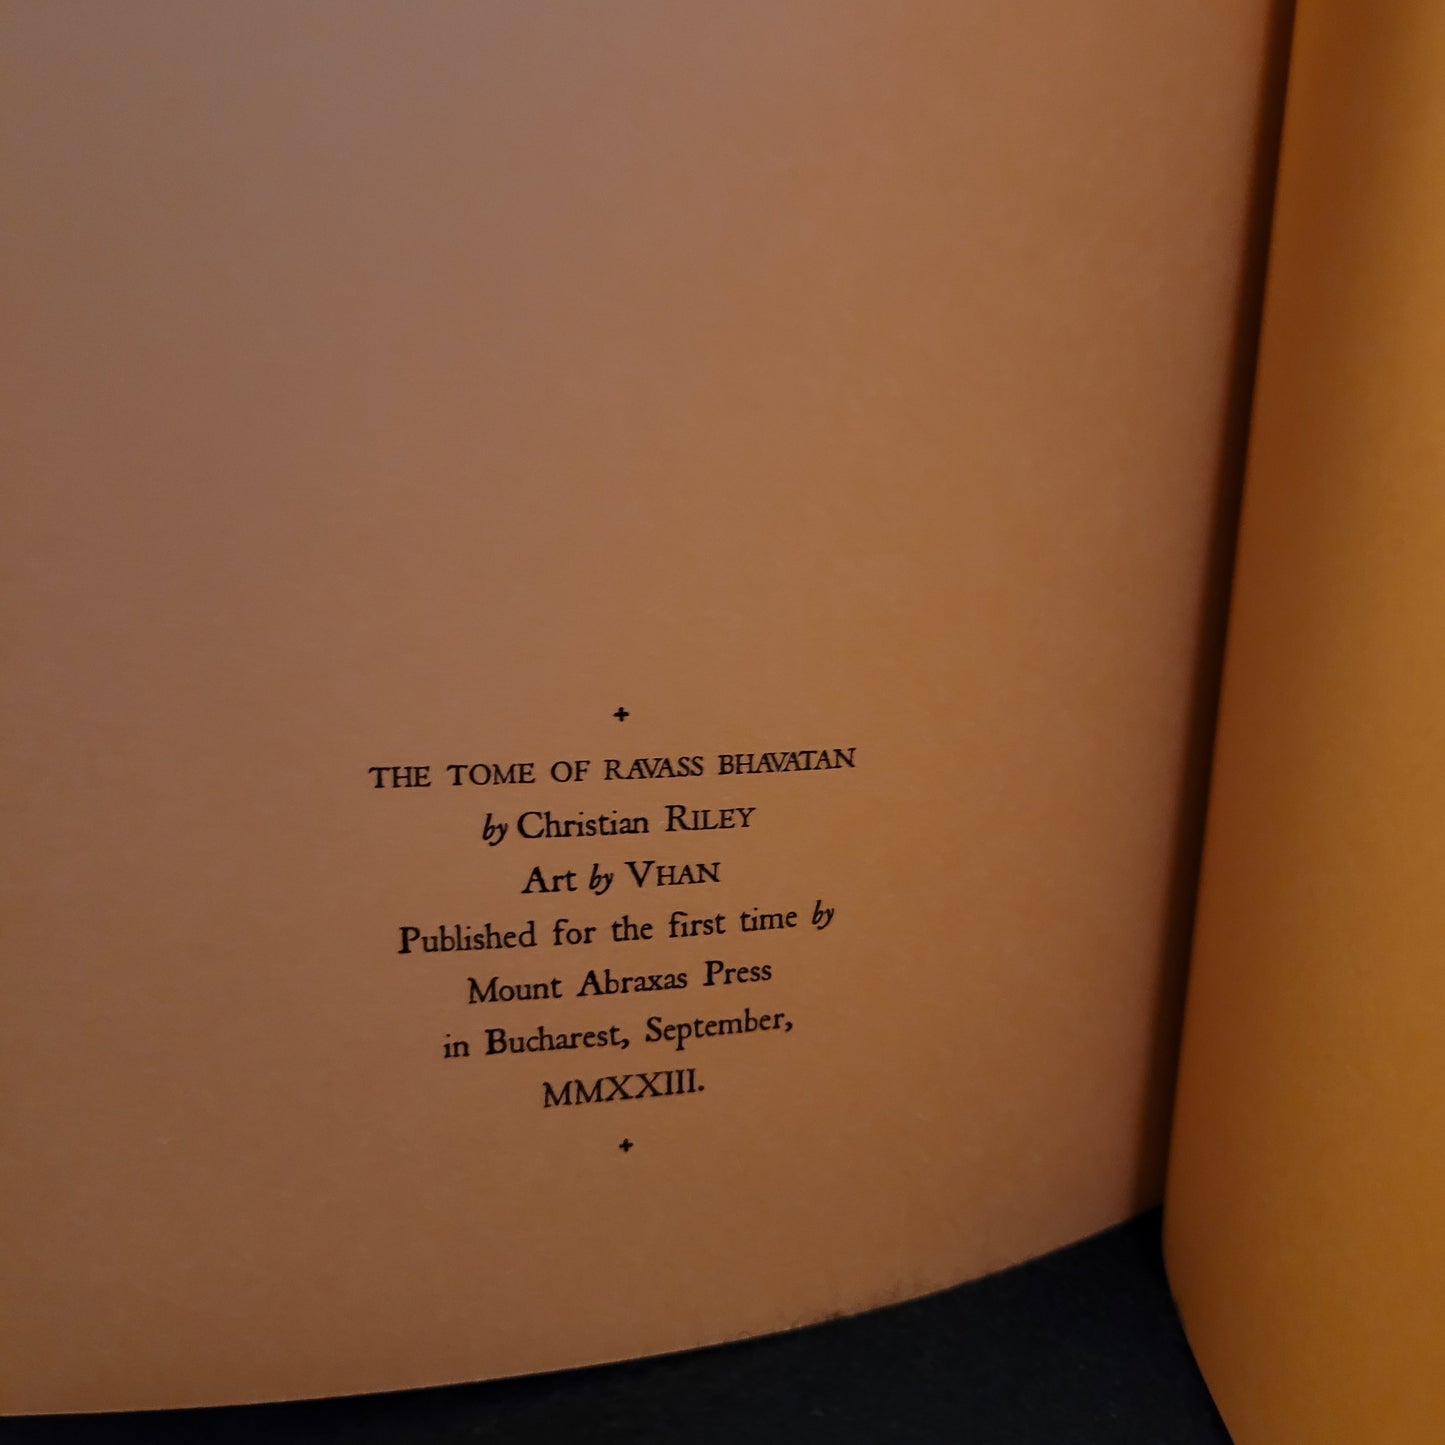 THE TOME OF RAVASS BHAVATAN
by Christian RILEY
Art by VHAN
Published for the first time by
Mount Abraxas Press
in Bucharest, September,
MMXXIII.